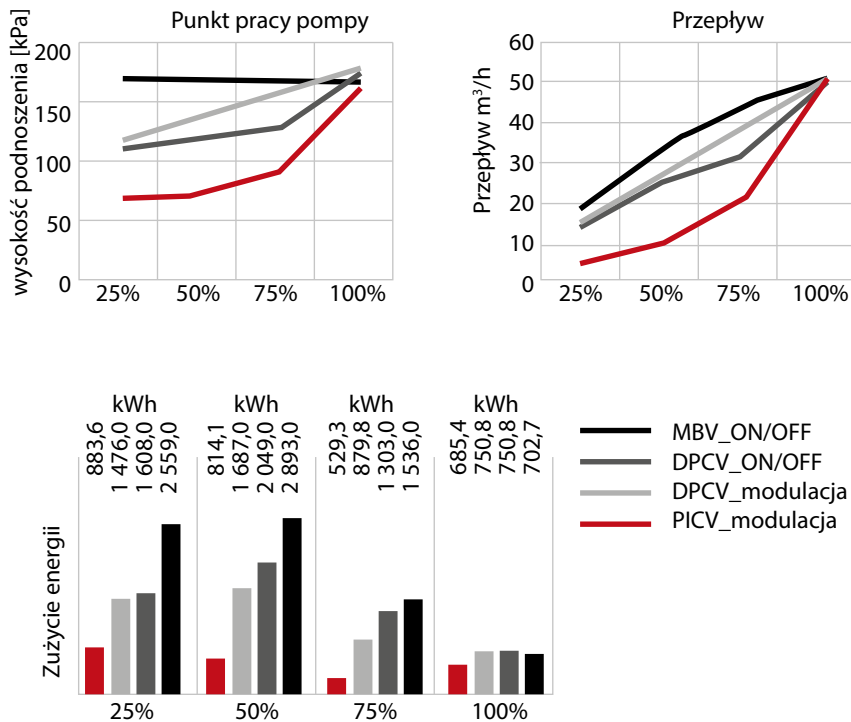 Punkt pracy pompy
wysokość podnoszenia [kPa]
200
150
100
50
0
25% 50% 75% 100%
Przepływ
Przepływ m³/h
60
50
40
30
20
10
0
25% 50% 75% 100%
Zużycie energii
kWh
883,6
1 476,0
1 608,0
2 559,0
25%
kWh
814,1
1 687,0
2 049,0
2 893,0
50%
kWh
529,3
879,8
1 303,0
1 536,0
75%
kWh
685,4
750,8
750,8
702,7
100%
MBV_ON/OFF
DPCV_ON/OFF
DPCV_modulacja
PICV_modulacja